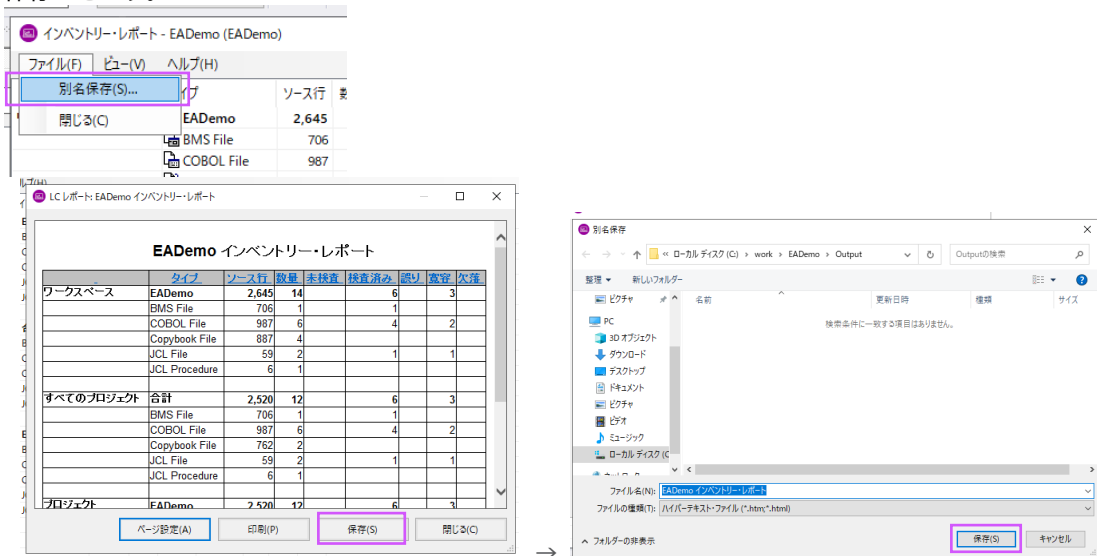 インベントリー・レポート - EADemo (EADemo)
ファイル(F) ビュー(V) ヘルプ(H)
別名保存(S)...
イプ ソース行 数
閉じる(C)
EADemo 2,645
BMS File 706
COBOL File 987
LC レポート: EADemo インベントリー・レポート
EADemo インベントリー・レポート
タイプ ソース行 数量 未検査 検査済み 誤り 寛容 欠落
ワークスペース EADemo 2,645 14 6 3
BMS File 706 1 1
COBOL File 987 6 4 2
Copybook File 887 4
JCL File 59 2 1 1
JCL Procedure 6 1
すべてのプロジェクト 合計 2,520 12 6 3
BMS File 706 1 1
COBOL File 987 6 4 2
Copybook File 762 2
JCL File 59 2 1 1
JCL Procedure 6 1
プロジェクト EADemo 2,520 12 6 3
ページ設定(A) 印刷(P) 保存(S) 閉じる(C)
→
別名保存
« ローカル ディスク (C:) › work › EADemo › Output
Outputの検索
整理 新しいフォルダー
名前 更新日時 種類 サイズ
検索条件に一致する項目はありません。
ピクチャ
PC
3D オブジェクト
ダウンロード
デスクトップ
ドキュメント
ピクチャ
ビデオ
ミュージック
ローカル ディスク (C
ファイル名(N): EADemo インベントリー・レポート
ファイルの種類(T): ハイパーテキスト・ファイル (*.htm;*.html)
フォルダーの非表示
保存(S) キャンセル